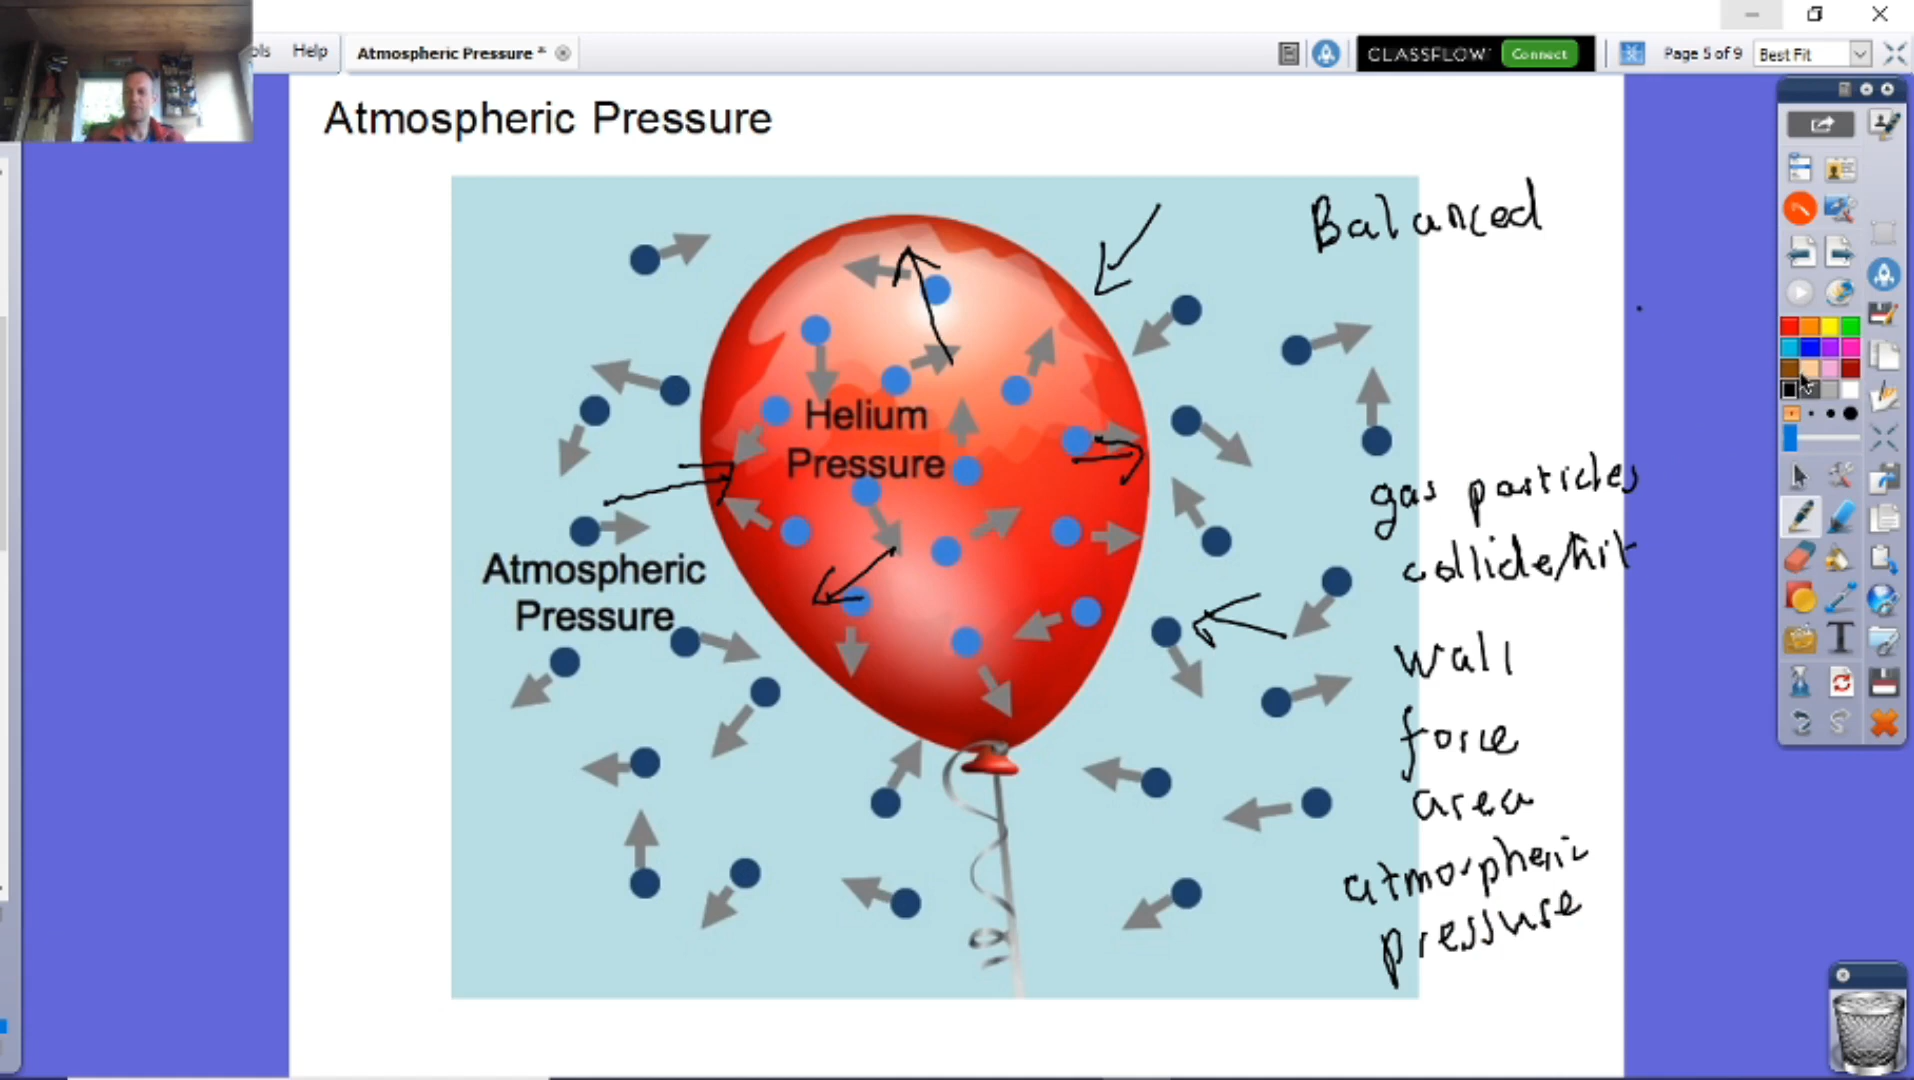 ols Help Atmospheric Pressure * CLASSFLOW Connect Page 5 of 9 Best Fit
Atmospheric Pressure
Balanced
Helium
Pressure
gas particles
collide/hit
Atmospheric
Pressure
wall
force
area
atmospheric
pressure
T